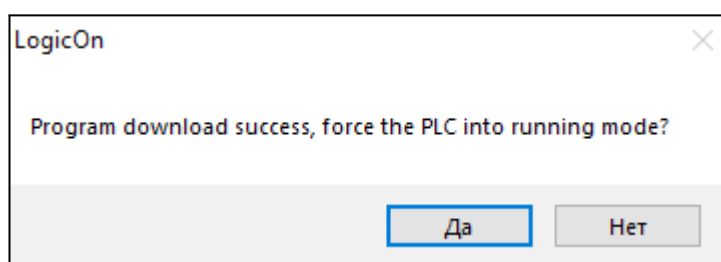 LogicOn
Program download success, force the PLC into running mode?
Да
Нет